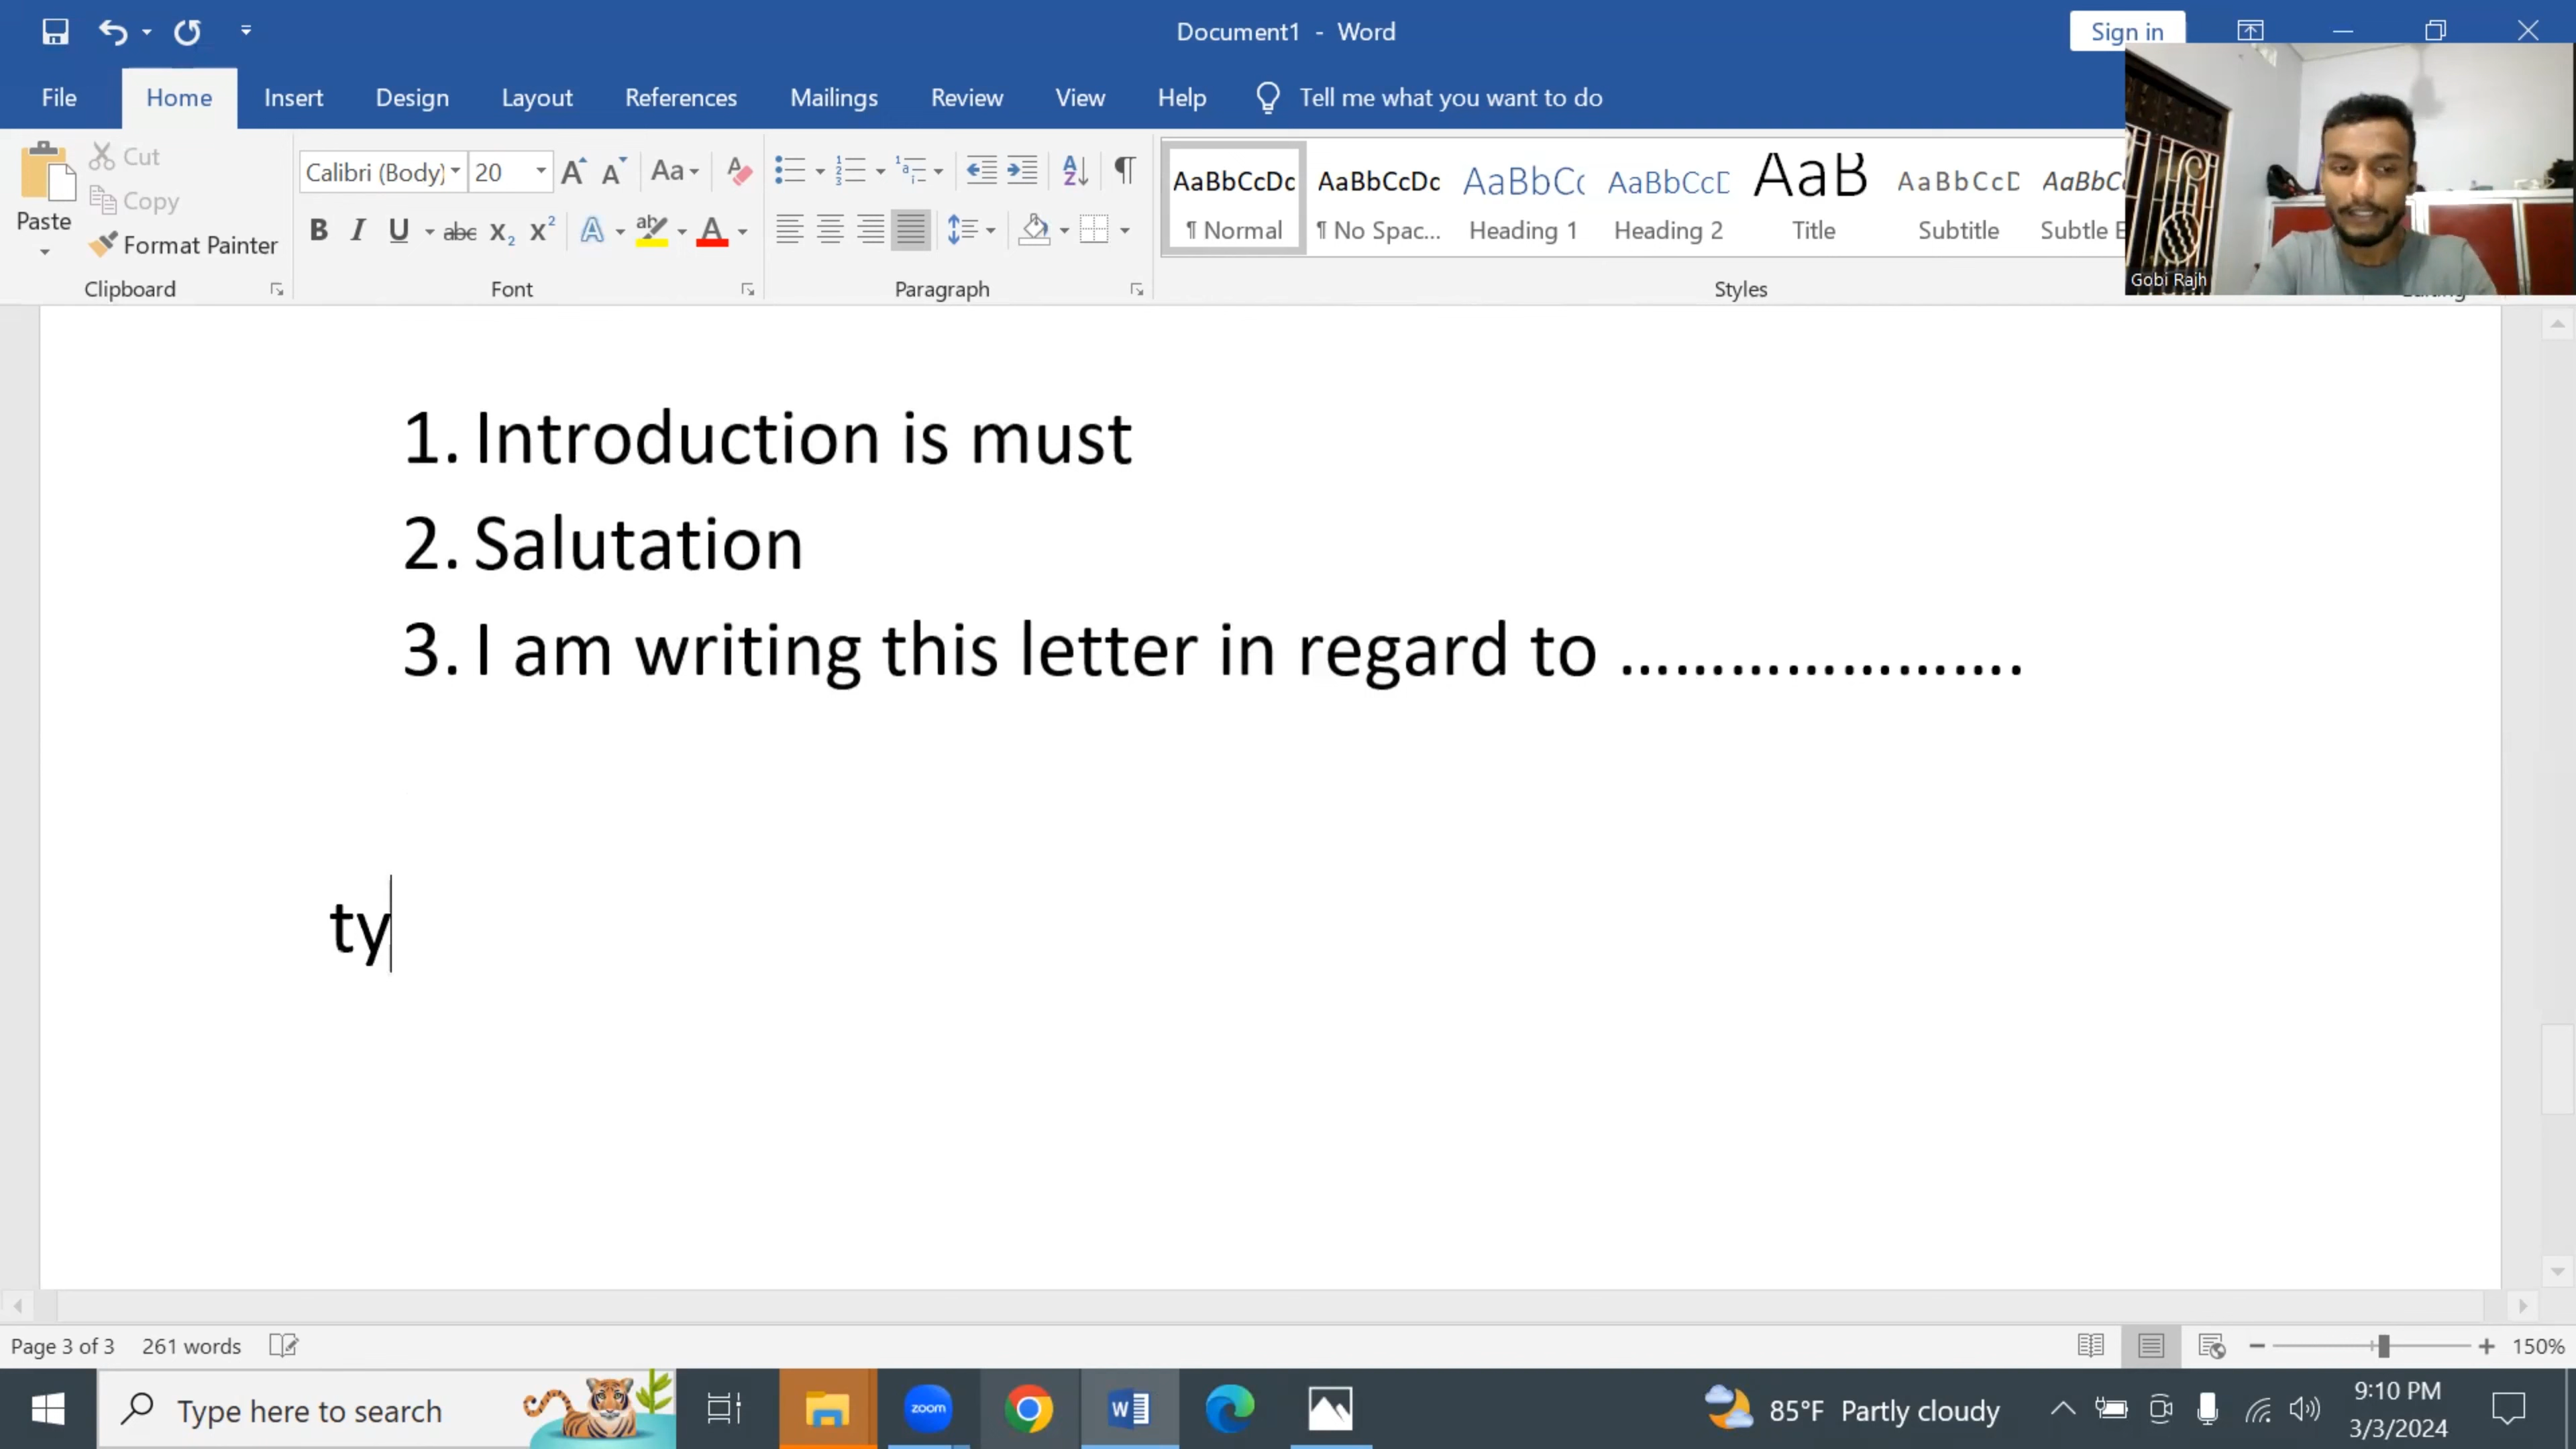 Document1 - Word
Sign in
File Home Insert Design Layout References Mailings Review View Help Tell me what you want to do
Paste
Cut
Copy
Format Painter
Clipboard
Calibri (Body) 20
Font
Paragraph
AaBbCcDc AaBbCcDc AaBbCc AaBbCcD AaB AaBbCcD AaBbCc
¶ Normal ¶ No Spac... Heading 1 Heading 2 Title Subtitle Subtle E
Styles
Gobi Rajh
1. Introduction is must
2. Salutation
3. I am writing this letter in regard to ………………….
ty
Page 3 of 3 261 words
150%
Type here to search
zoom
85°F Partly cloudy
9:10 PM
3/3/2024